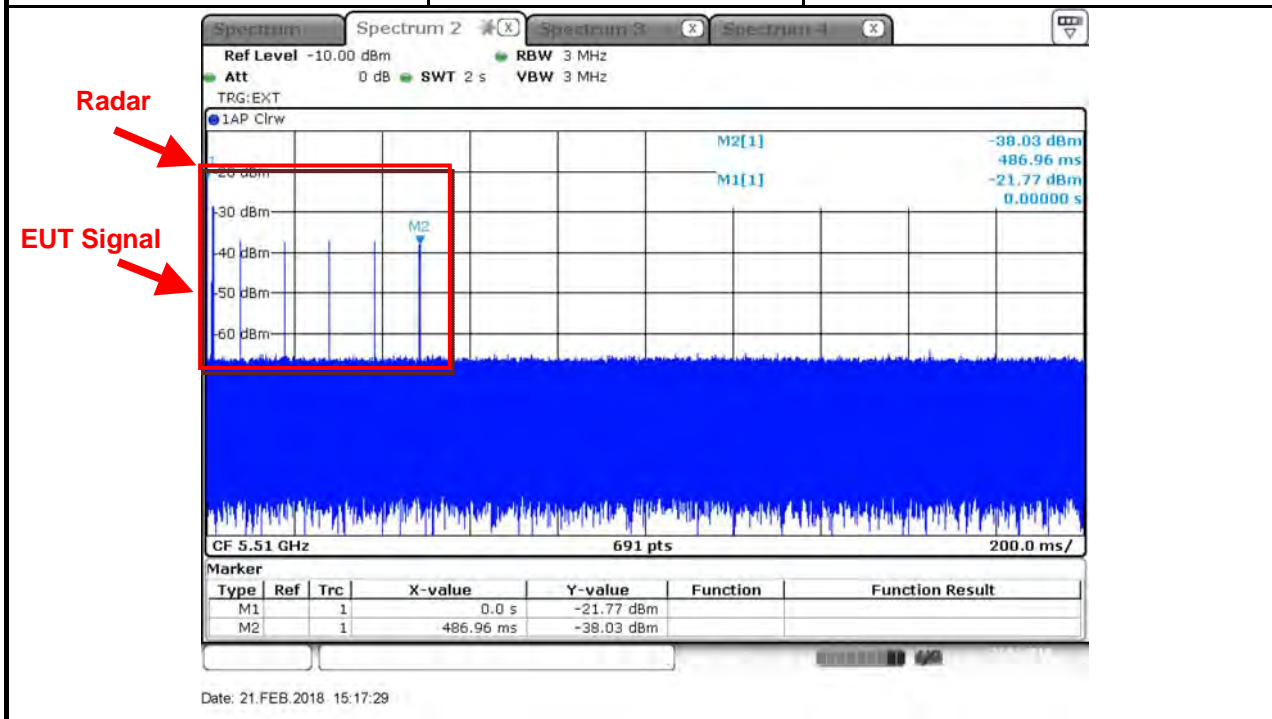 Spectrum Spectrum 2 X Spectrum 3 X Spectrum 4 X
Ref Level -10.00 dBm RBW 3 MHz
Att 0 dB SWT 2 s VBW 3 MHz
TRG:EXT
Radar
1AP Clrw
M2[1] -38.03 dBm
486.96 ms
M1[1] -21.77 dBm
0.00000 s
-20 dBm
-30 dBm
M2
EUT Signal
-40 dBm
-50 dBm
-60 dBm
CF 5.51 GHz 691 pts 200.0 ms/
Marker
Type Ref Trc X-value Y-value Function Function Result
M1 1 0.0 s -21.77 dBm
M2 1 486.96 ms -38.03 dBm
Date: 21.FEB.2018 15:17:29